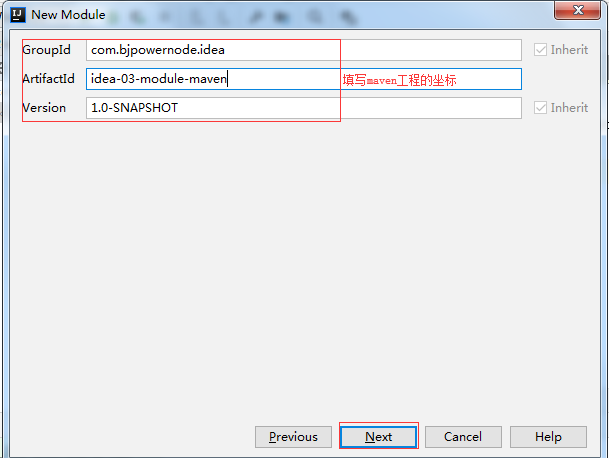 New Module
GroupId com.bjpowernode.idea Inherit
ArtifactId idea-03-module-maven 填写maven工程的坐标
Version 1.0-SNAPSHOT Inherit
Previous Next Cancel Help